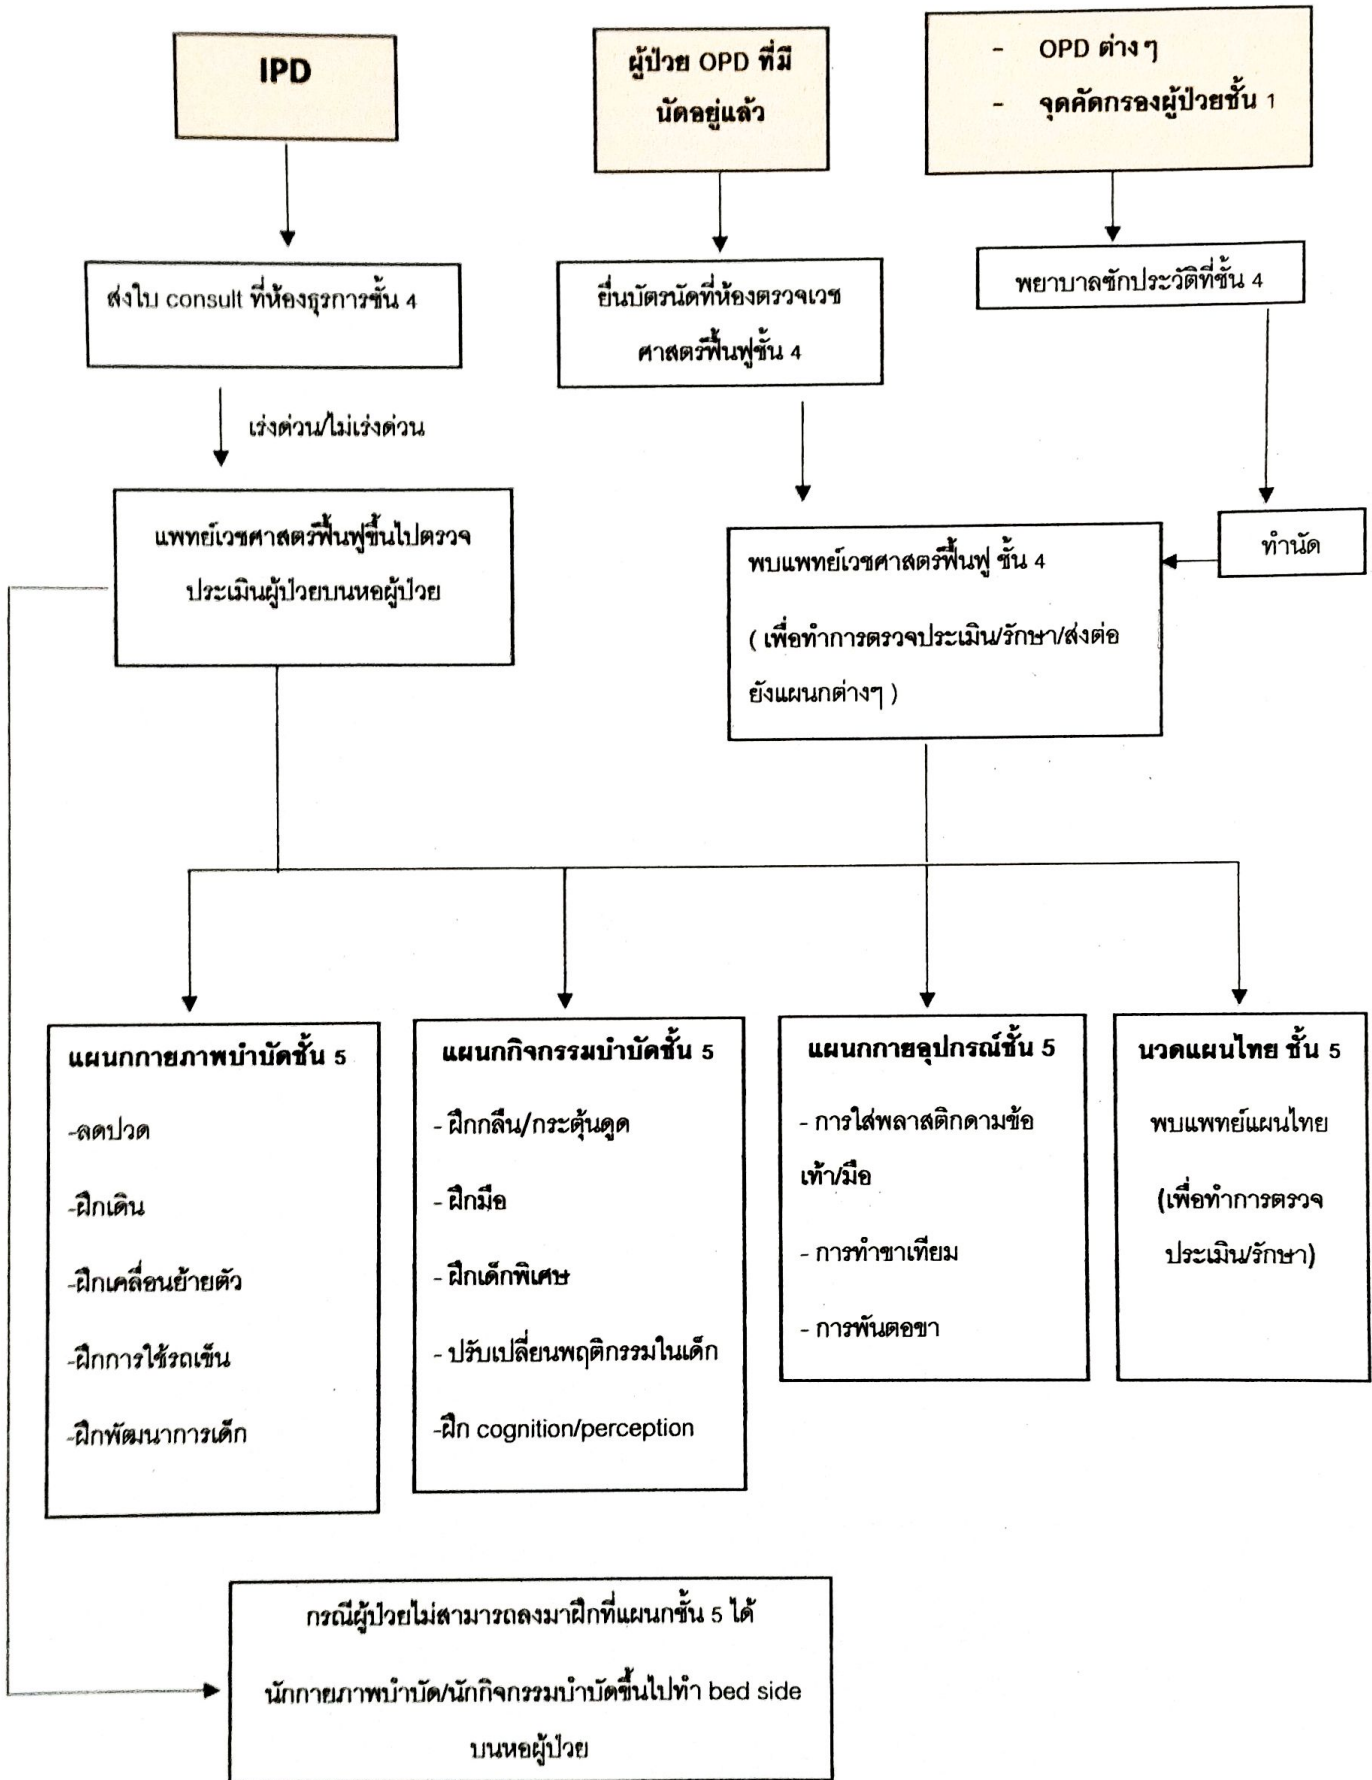 IPD
ผู้ป่วย OPD ที่มี
นัดอยู่แล้ว
- OPD ต่างๆ
- จุดคัดกรองผู้ป่วยชั้น 1
ส่งใบ consult ที่ห้องธุรการชั้น 4
ยื่นบัตรนัดที่ห้องตรวจเวช
ศาสตร์ฟื้นฟูชั้น 4
พยาบาลซักประวัติที่ชั้น 4
เร่งด่วน/ไม่เร่งด่วน
แพทย์เวชศาสตร์ฟื้นฟูขึ้นไปตรวจ
ประเมินผู้ป่วยบนหอผู้ป่วย
พบแพทย์เวชศาสตร์ฟื้นฟู ชั้น 4
( เพื่อทำการตรวจประเมิน/รักษา/ส่งต่อ
ยังแผนกต่างๆ )
ทำนัด
แผนกกายภาพบำบัดชั้น 5
-ลดปวด
-ฝึกเดิน
-ฝึกเคลื่อนย้ายตัว
-ฝึกการใช้รถเข็น
-ฝึกพัฒนาการเด็ก
แผนกกิจกรรมบำบัดชั้น 5
- ฝึกกลืน/กระตุ้นดูด
- ฝึกมือ
- ฝึกเด็กพิเศษ
- ปรับเปลี่ยนพฤติกรรมในเด็ก
-ฝึก cognition/perception
แผนกกายอุปกรณ์ชั้น 5
- การใส่พลาสติกดามข้อ
เท้า/มือ
- การทำขาเทียม
- การพันตอขา
นวดแผนไทย ชั้น 5
พบแพทย์แผนไทย
(เพื่อทำการตรวจ
ประเมิน/รักษา)
กรณีผู้ป่วยไม่สามารถลงมาฝึกที่แผนกชั้น 5 ได้
นักกายภาพบำบัด/นักกิจกรรมบำบัดขึ้นไปทำ bed side
บนหอผู้ป่วย